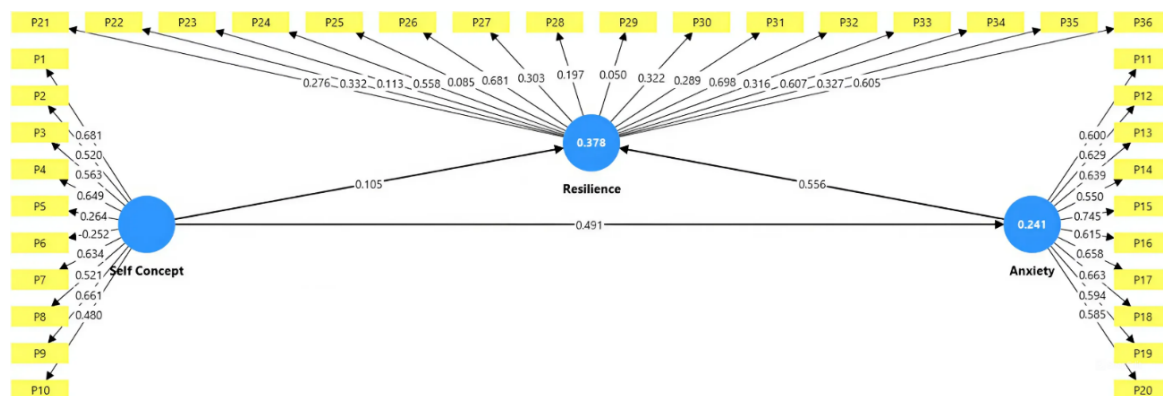 P21 P22 P23 P24 P25 P26 P27 P28 P29 P30 P31 P32 P33 P34 P35 P36
0.276 0.332 0.113 0.558 0.085 0.681 0.303 0.197 0.050 0.322 0.289 0.698 0.316 0.607 0.327 0.605
P1
P2
P3
P4
P5
P6
P7
P8
P9
P10
0.681
0.520
0.563
0.649
0.264
-0.252
0.634
0.521
0.661
0.480
Self Concept
0.105
0.378
Resilience
0.556
0.491
0.241
Anxiety
0.600
0.629
0.639
0.550
0.745
0.615
0.658
0.663
0.594
0.585
P11
P12
P13
P14
P15
P16
P17
P18
P19
P20